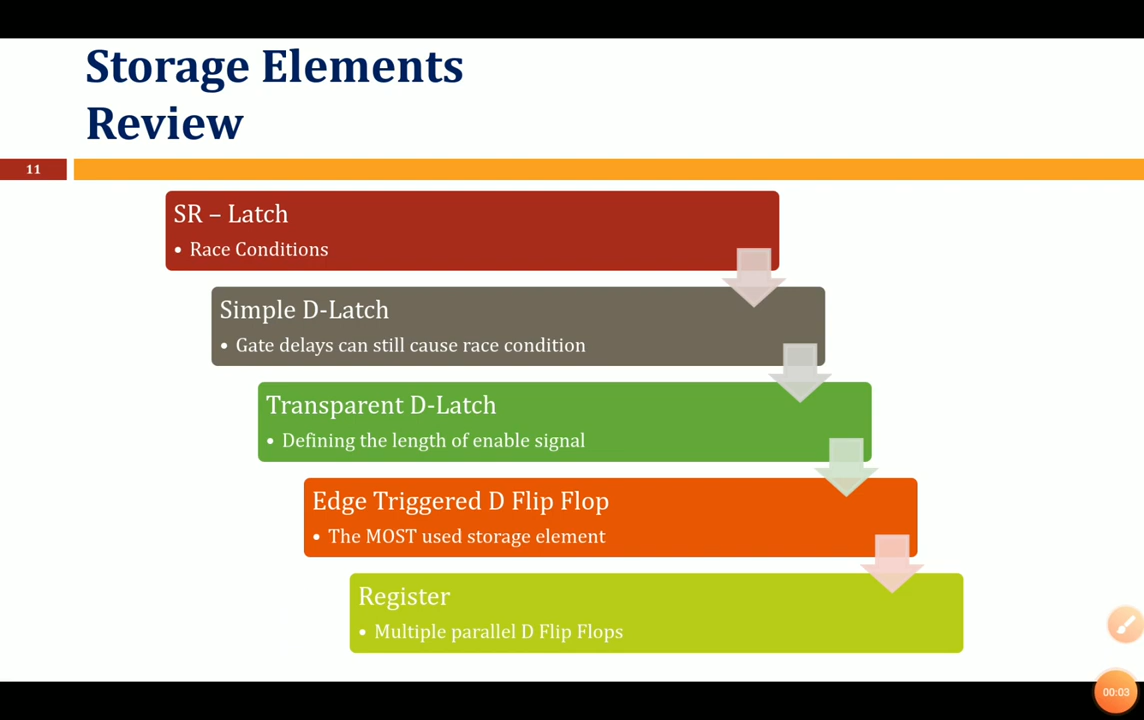 Storage Elements
Review
11
SR – Latch
• Race Conditions
Simple D-Latch
• Gate delays can still cause race condition
Transparent D-Latch
• Defining the length of enable signal
Edge Triggered D Flip Flop
• The MOST used storage element
Register
• Multiple parallel D Flip Flops
00:03